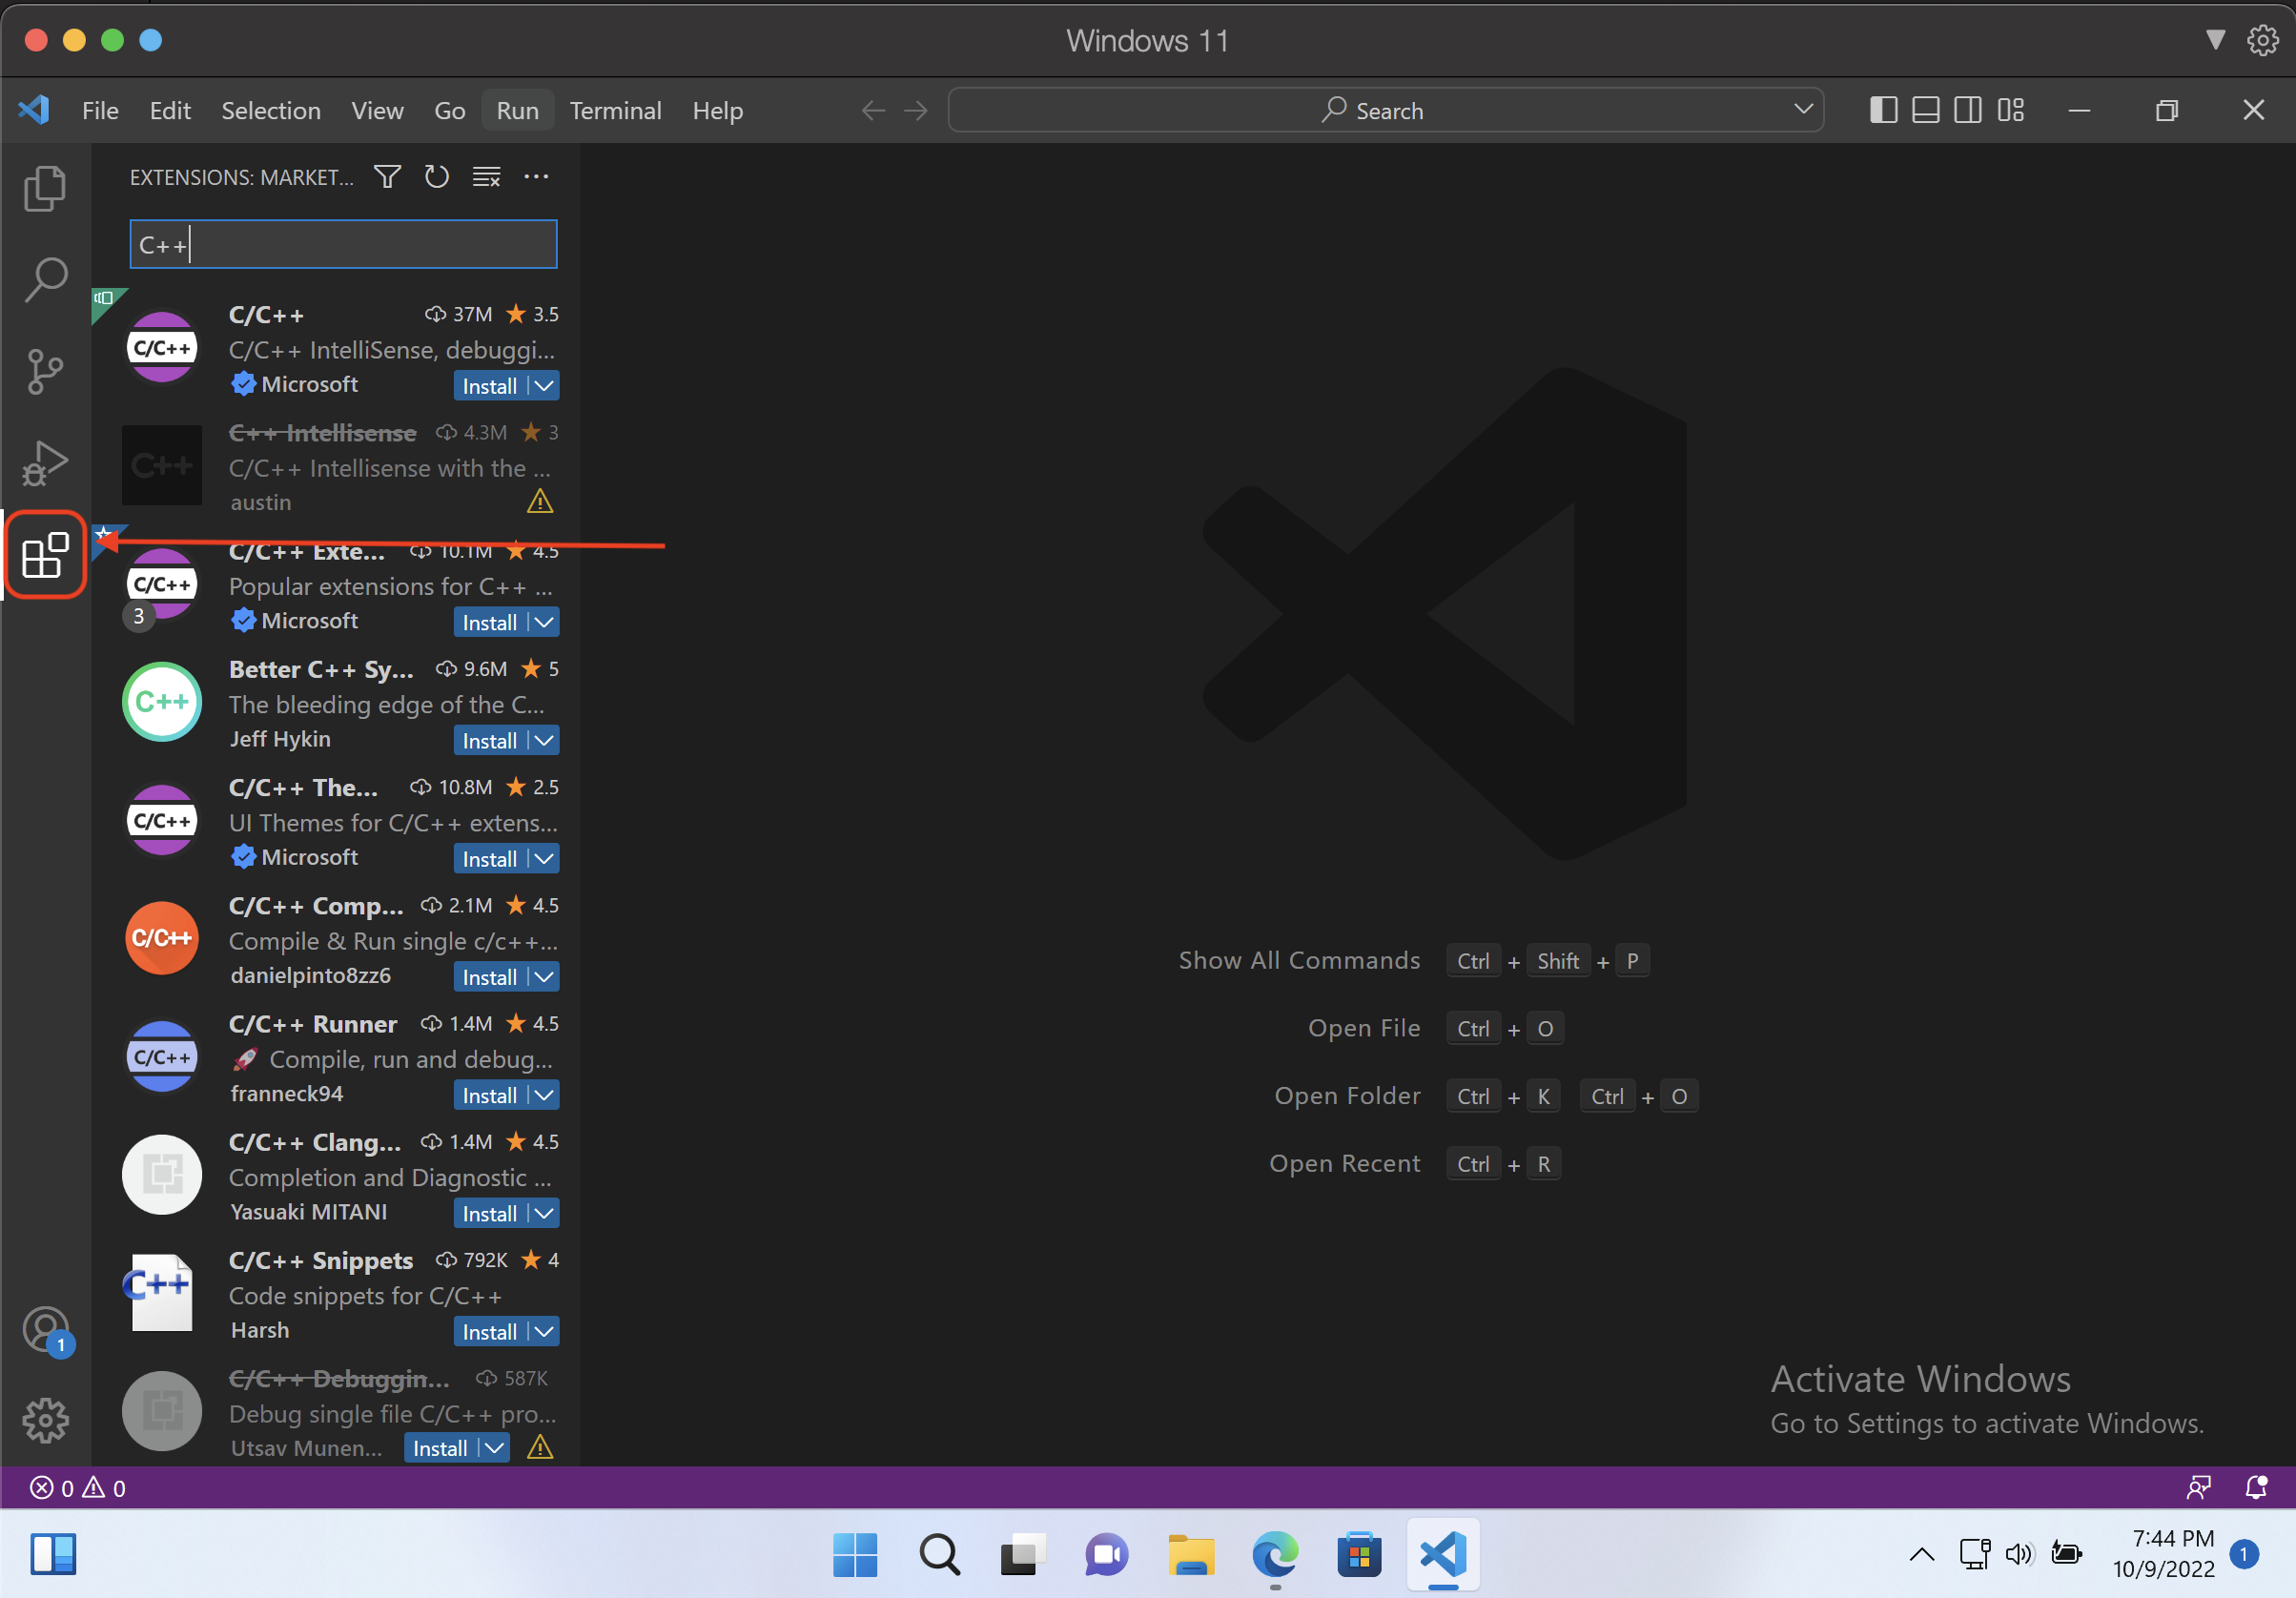 Windows 11
File Edit Selection View Go Run Terminal Help
Search
EXTENSIONS: MARKET...
C++
C/C++ 37M 3.5
C/C++
C/C++ IntelliSense, debuggi...
Microsoft Install
C++ Intellisense 4.3M 3
C++
C/C++ Intellisense with the ...
austin
C/C++ Exte... 10.1M 4.5
C/C++
Popular extensions for C++ ...
3
Microsoft Install
Better C++ Sy... 9.6M 5
C++
The bleeding edge of the C...
Jeff Hykin Install
C/C++ The... 10.8M 2.5
C/C++
UI Themes for C/C++ extens...
Microsoft Install
C/C++ Comp... 2.1M 4.5
C/C++
Compile & Run single c/c++...
danielpinto8zz6 Install
C/C++ Runner 1.4M 4.5
C/C++
🚀 Compile, run and debug...
franneck94 Install
C/C++ Clang... 1.4M 4.5
Completion and Diagnostic ...
Yasuaki MITANI Install
C/C++ Snippets 792K 4
C++
Code snippets for C/C++
Harsh Install
C/C++ Debuggin... 587K
Debug single file C/C++ pro...
Utsav Munen... Install
1
Show All Commands Ctrl + Shift + P
Open File Ctrl + O
Open Folder Ctrl + K Ctrl + O
Open Recent Ctrl + R
Activate Windows
Go to Settings to activate Windows.
0 0
7:44 PM
10/9/2022
1